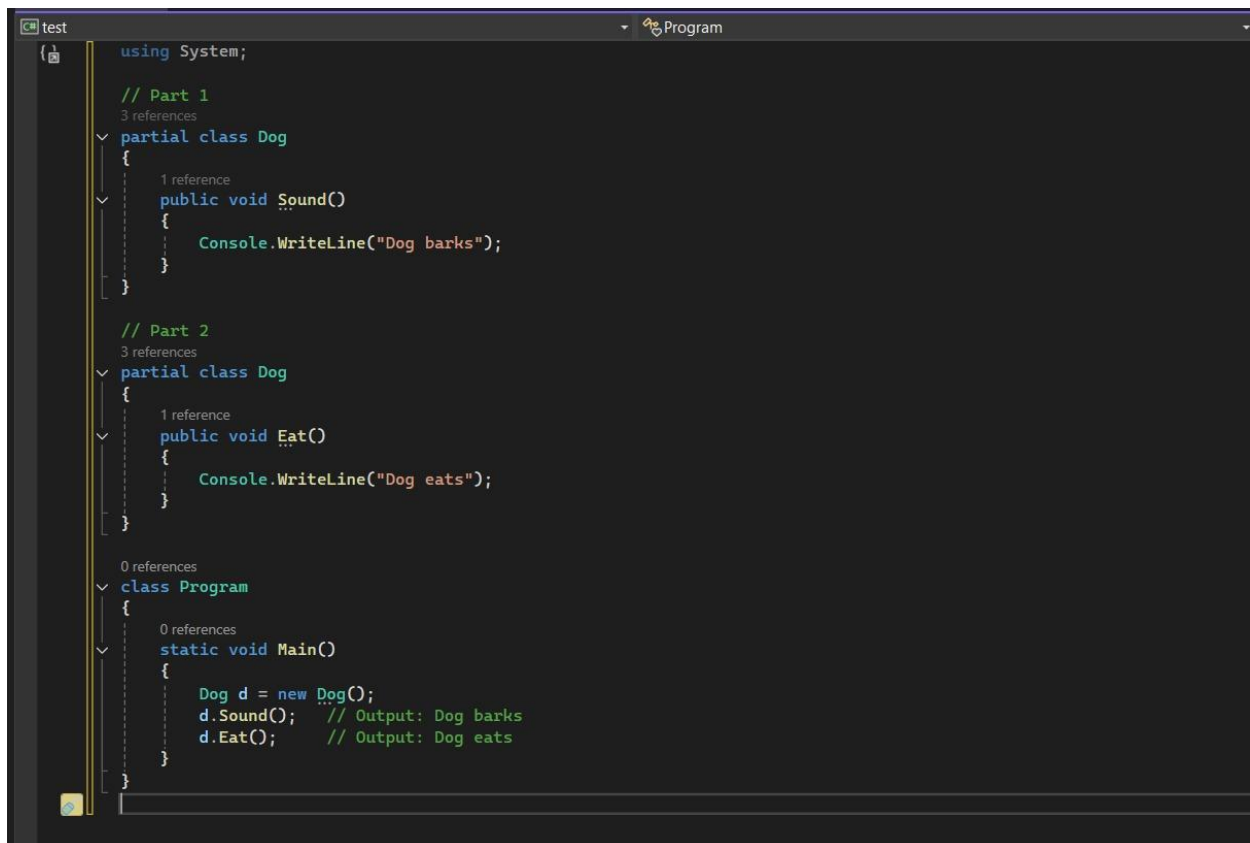 C# test
Program
using System;
// Part 1
3 references
partial class Dog
{
1 reference
public void Sound()
{
Console.WriteLine("Dog barks");
}
}
// Part 2
3 references
partial class Dog
{
1 reference
public void Eat()
{
Console.WriteLine("Dog eats");
}
}
0 references
class Program
{
0 references
static void Main()
{
Dog d = new Dog();
d.Sound();   // Output: Dog barks
d.Eat();     // Output: Dog eats
}
}